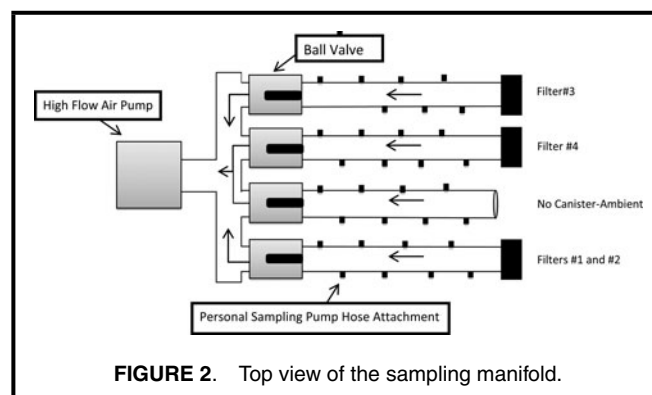 Ball Valve
High Flow Air Pump
Filter#3
Filter #4
No Canister-Ambient
Filters #1 and #2
Personal Sampling Pump Hose Attachment
FIGURE 2. Top view of the sampling manifold.